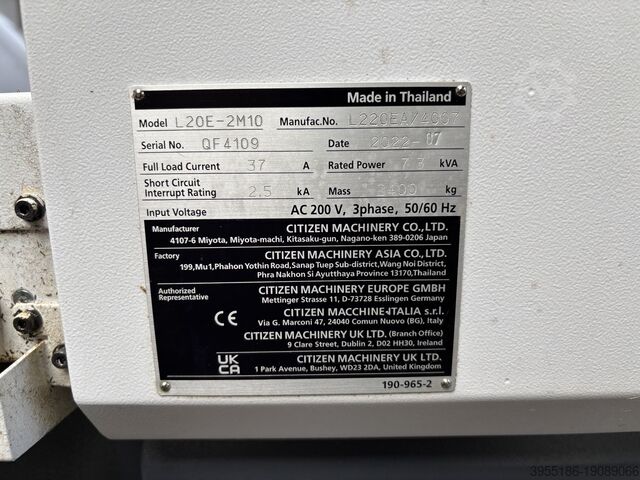 Made in Thailand
Model L20E-2M10 Manufac.No. L220EA/4007
Serial No. QF4109 Date 2022-07
Full Load Current 37 A Rated Power 7.3 kVA
Short Circuit
Interrupt Rating 2.5 kA Mass 3400 kg
Input Voltage AC 200 V, 3phase, 50/60 Hz
Manufacturer CITIZEN MACHINERY CO., LTD.
4107-6 Miyota, Miyota-machi, Kitasaku-gun, Nagano-ken 389-0206 Japan
Factory CITIZEN MACHINERY ASIA CO., LTD.
199,Mu1,Phahon Yothin Road,Sanap Tuep Sub-district,Wang Noi District,
Phra Nakhon Si Ayutthaya Province 13170,Thailand
Authorized
Representative CITIZEN MACHINERY EUROPE GMBH
Mettinger Strasse 11, D-73728 Esslingen Germany
CITIZEN MACCHINE ITALIA s.r.l.
Via G. Marconi 47, 24040 Comun Nuovo (BG), Italy
CE
CITIZEN MACHINERY UK LTD. (Branch Office)
9 Clare Street, Dublin 2, D02 HH30, Ireland
UK
CA
CITIZEN MACHINERY UK LTD.
1 Park Avenue, Bushey, WD23 2DA, United Kingdom
190-965-2
3955186-19089066